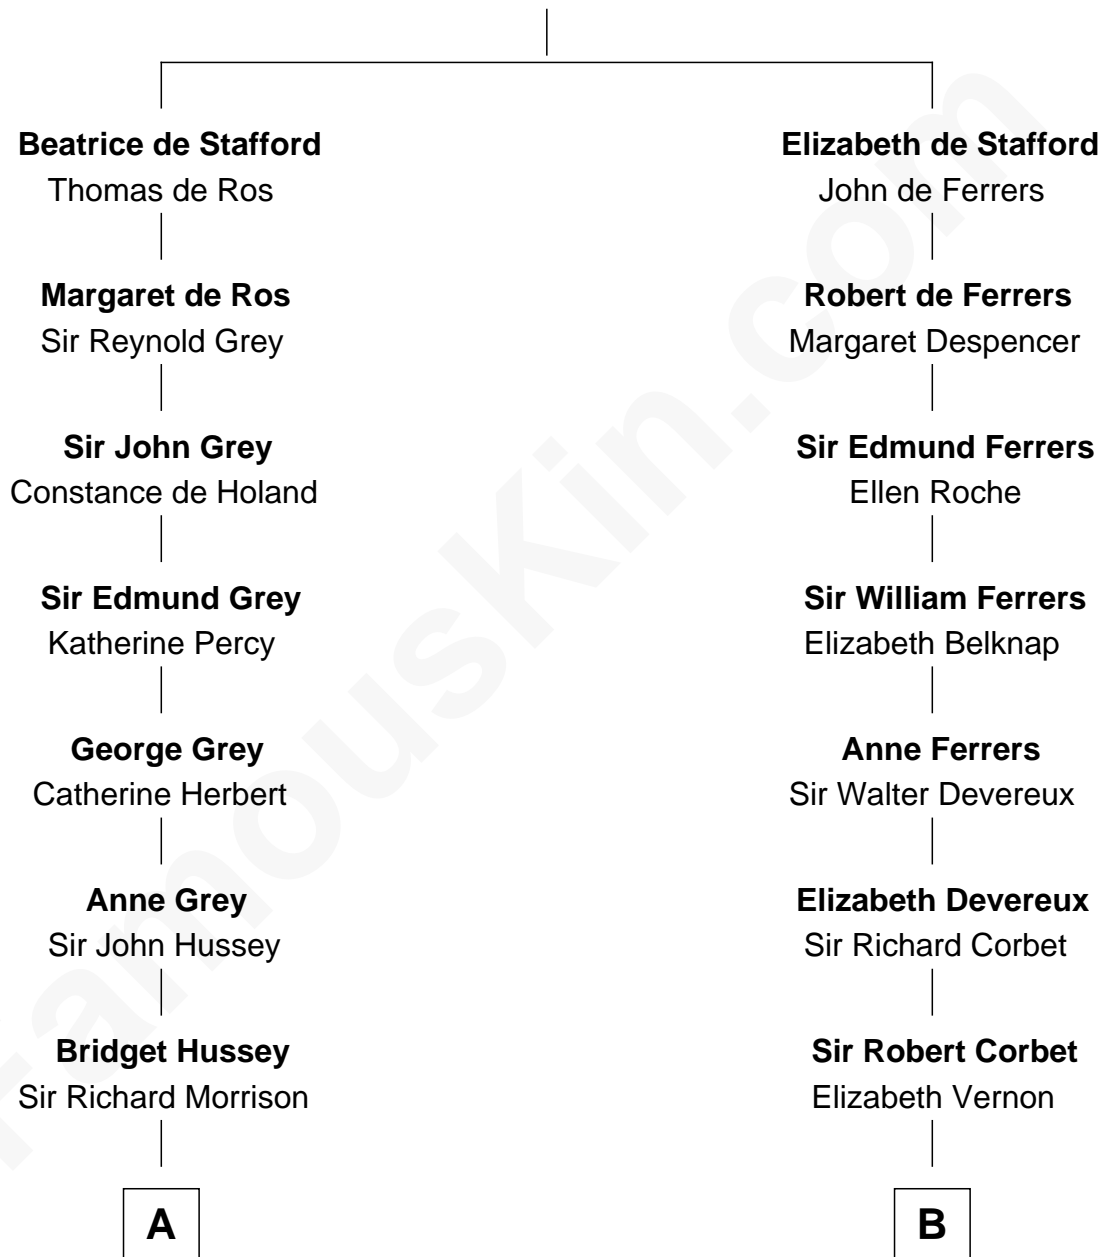 Beatrice de Stafford
Thomas de Ros
Margaret de Ros
Sir Reynold Grey
Sir John Grey
Constance de Holand
Sir Edmund Grey
Katherine Percy
George Grey
Catherine Herbert
Anne Grey
Sir John Hussey
Bridget Hussey
Sir Richard Morrison
A
Elizabeth de Stafford
John de Ferrers
Robert de Ferrers
Margaret Despencer
Sir Edmund Ferrers
Ellen Roche
Sir William Ferrers
Elizabeth Belknap
Anne Ferrers
Sir Walter Devereux
Elizabeth Devereux
Sir Richard Corbet
Sir Robert Corbet
Elizabeth Vernon
B
FamousKin.com